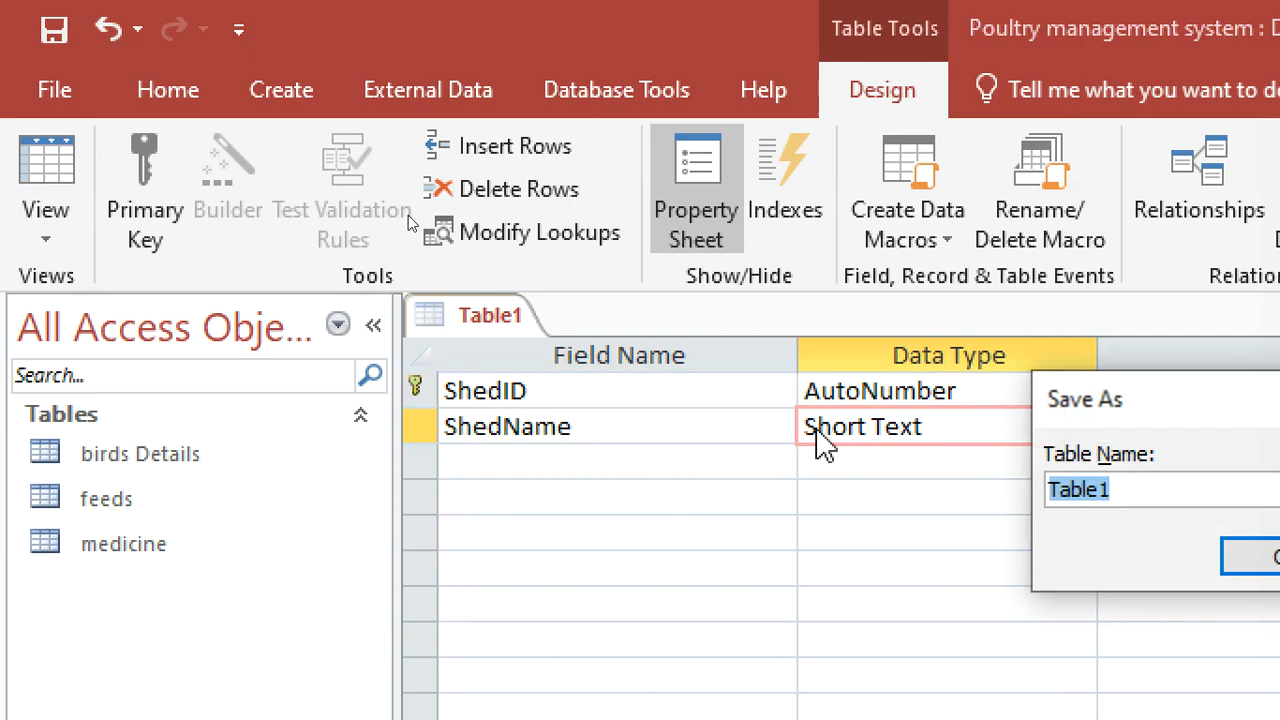 Table Tools
Poultry management system :
File
Home
Create
External Data
Database Tools
Help
Design
Tell me what you want to
View
Primary
Key
Builder
Test Validation
Rules
Insert Rows
Delete Rows
Modify Lookups
Property
Sheet
Indexes
Create Data
Macros
Rename/
Delete Macro
Relationships
Views
Tools
Show/Hide
Field, Record & Table Events
All Access Obje...
Search...
Tables
birds Details
feeds
medicine
Table1
Field Name
Data Type
ShedID
AutoNumber
ShedName
Short Text
Save As
Table Name:
Table1